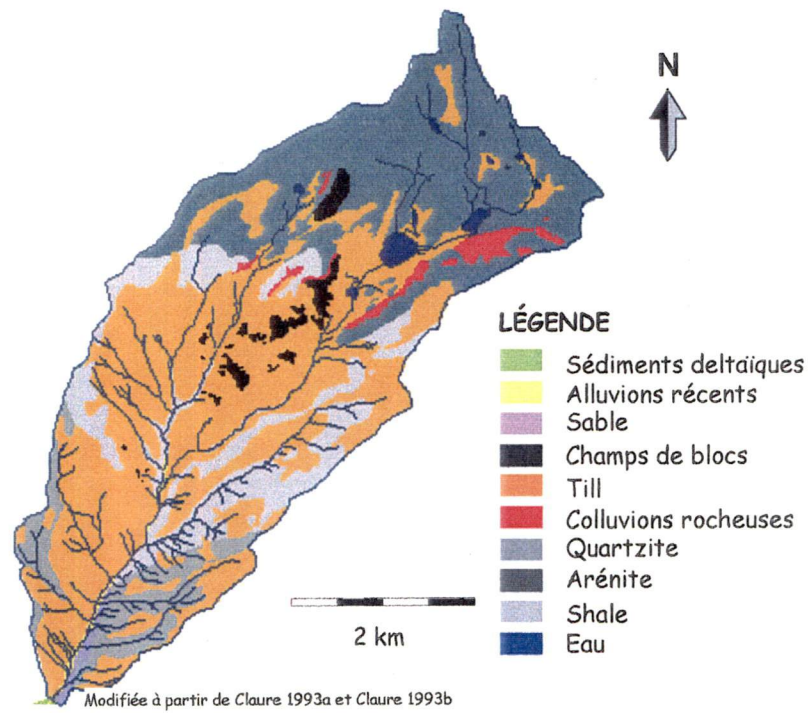 N
LÉGENDE
Sédiments deltaïques
Alluvions récents
Sable
Champs de blocs
Till
Colluvions rocheuses
Quartzite
Arénite
Shale
Eau
2 km
Modifiée à partir de Claure 1993a et Claure 1993b